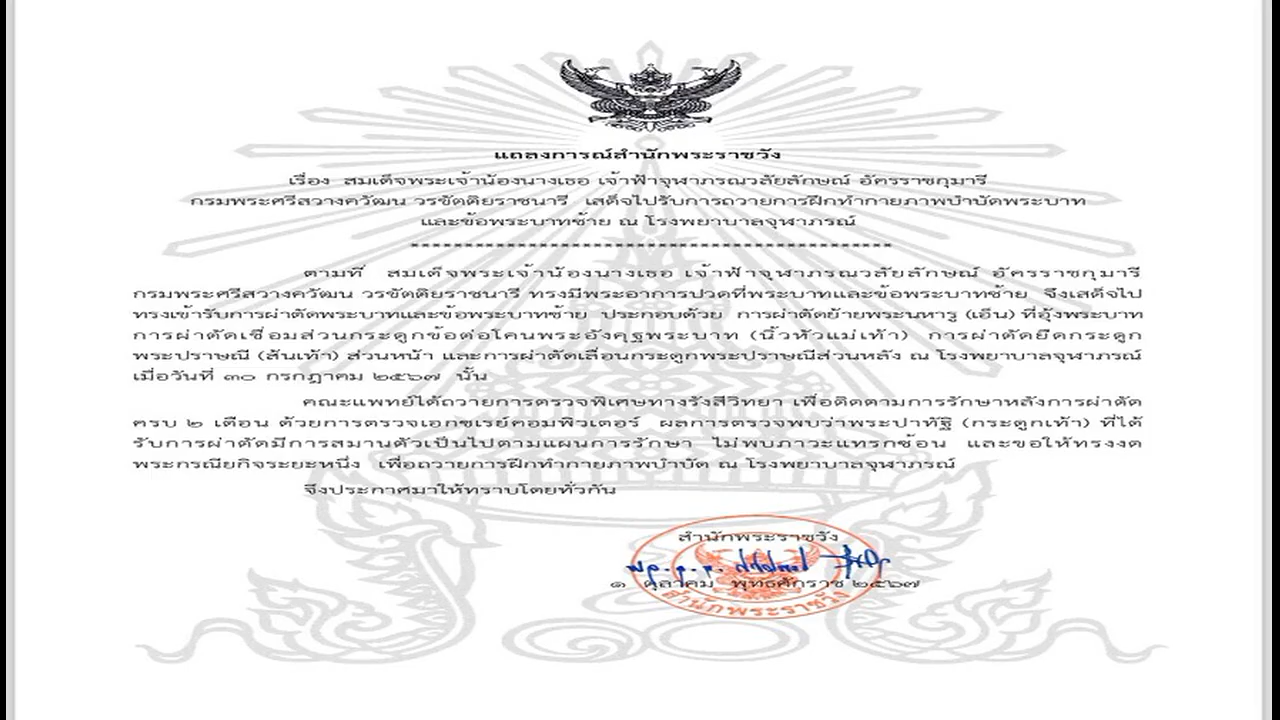 แถลงการณ์สำนักพระราชวัง
เรื่อง สมเด็จพระเจ้าน้องนางเธอ เจ้าฟ้าจุฬาภรณวลัยลักษณ์ อัครราชกุมารี
กรมพระศรีสวางควัฒน วรขัตติยราชนารี เสด็จไปรับการถวายการฝึกทำกายภาพบำบัดพระบาท
และข้อพระบาทซ้าย ณ โรงพยาบาลจุฬาภรณ์
ตามที่ สมเด็จพระเจ้าน้องนางเธอ เจ้าฟ้าจุฬาภรณวลัยลักษณ์ อัครราชกุมารี
กรมพระศรีสวางควัฒน วรขัตติยราชนารี ทรงมีพระอาการปวดที่พระบาทและข้อพระบาทซ้าย จึงเสด็จไป
ทรงเข้ารับการผ่าตัดพระบาทและข้อพระบาทซ้าย ประกอบด้วย การผ่าตัดย้ายพระนหารู (เอ็น) ที่อุ้งพระบาท
การผ่าตัดเชื่อมส่วนกระดูกข้อต่อโคนพระอังคุฐพระบาท (นิ้วหัวแม่เท้า) การผ่าตัดยืดกระดูก
พระปราษณี (ส้นเท้า) ส่วนหน้า และการผ่าตัดเลื่อนกระดูกพระปราษณีส่วนหลัง ณ โรงพยาบาลจุฬาภรณ์
เมื่อวันที่ ๓๐ กรกฎาคม ๒๕๖๗ นั้น
คณะแพทย์ได้ถวายการตรวจพิเศษทางรังสีวิทยา เพื่อติดตามการรักษาหลังการผ่าตัด
ครบ ๒ เดือน ด้วยการตรวจเอกซเรย์คอมพิวเตอร์ ผลการตรวจพบว่าพระปาทัฐิ (กระดูกเท้า) ที่ได้
รับการผ่าตัดมีการสมานตัวเป็นไปตามแผนการรักษา ไม่พบภาวะแทรกซ้อน และขอให้ทรงงด
พระกรณียกิจระยะหนึ่ง เพื่อถวายการฝึกทำกายภาพบำบัด ณ โรงพยาบาลจุฬาภรณ์
จึงประกาศมาให้ทราบโดยทั่วกัน
สำนักพระราชวัง
๑ ตุลาคม พุทธศักราช ๒๕๖๗
สำนักพระราชวัง